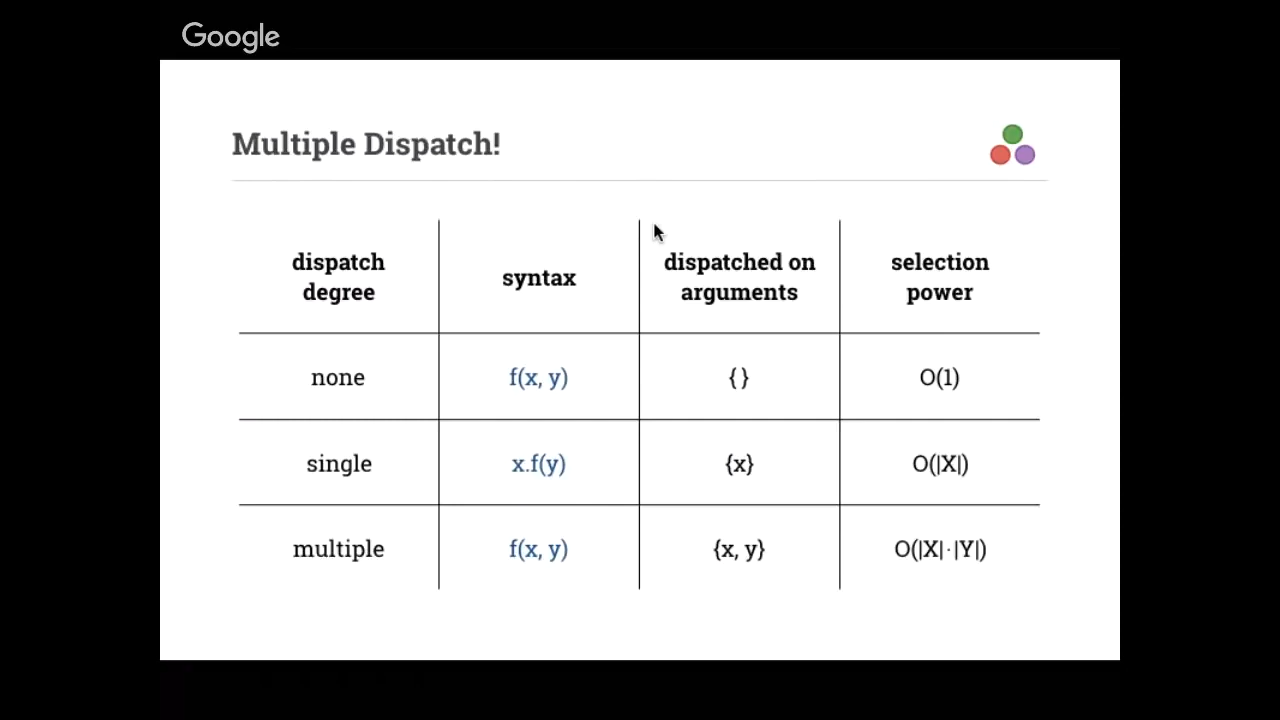 Google
Multiple Dispatch!
dispatch degree
syntax
dispatched on arguments
selection power
none
f(x, y)
{ }
O(1)
single
x.f(y)
{x}
O(|X|)
multiple
f(x, y)
{x, y}
O(|X|·|Y|)